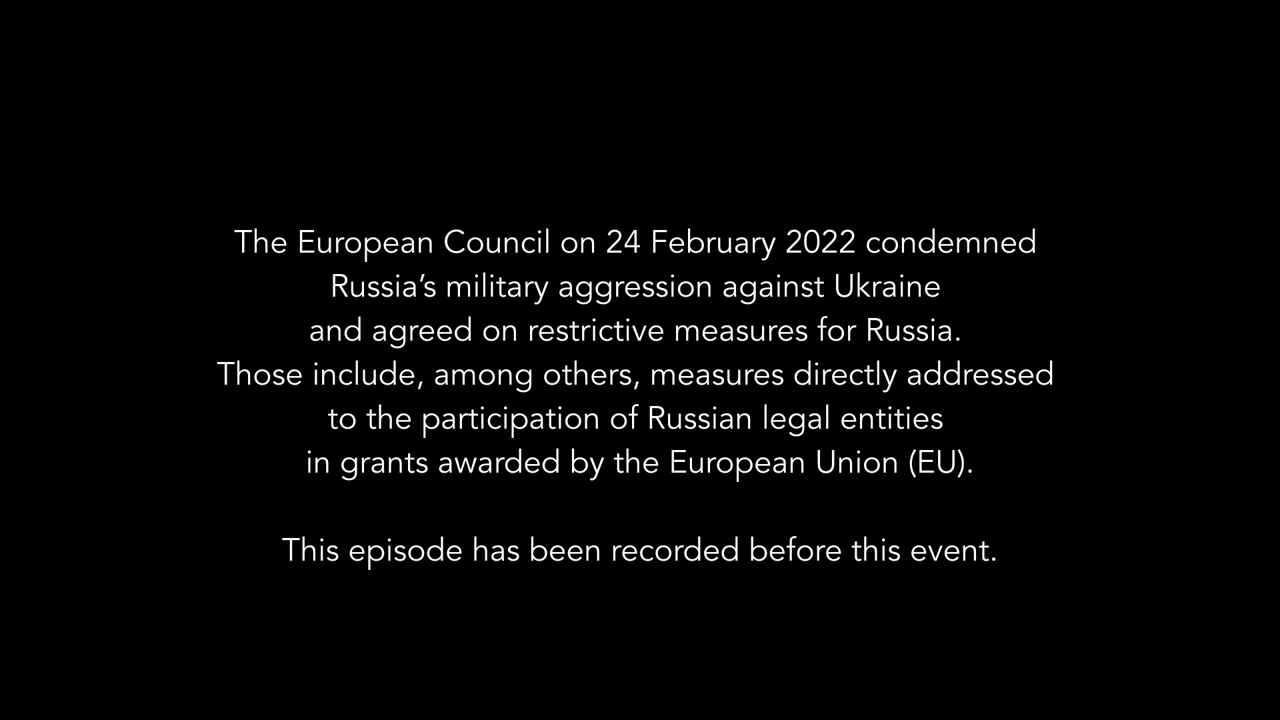 The European Council on 24 February 2022 condemned
Russia’s military aggression against Ukraine
and agreed on restrictive measures for Russia.
Those include, among others, measures directly addressed
to the participation of Russian legal entities
in grants awarded by the European Union (EU).
This episode has been recorded before this event.